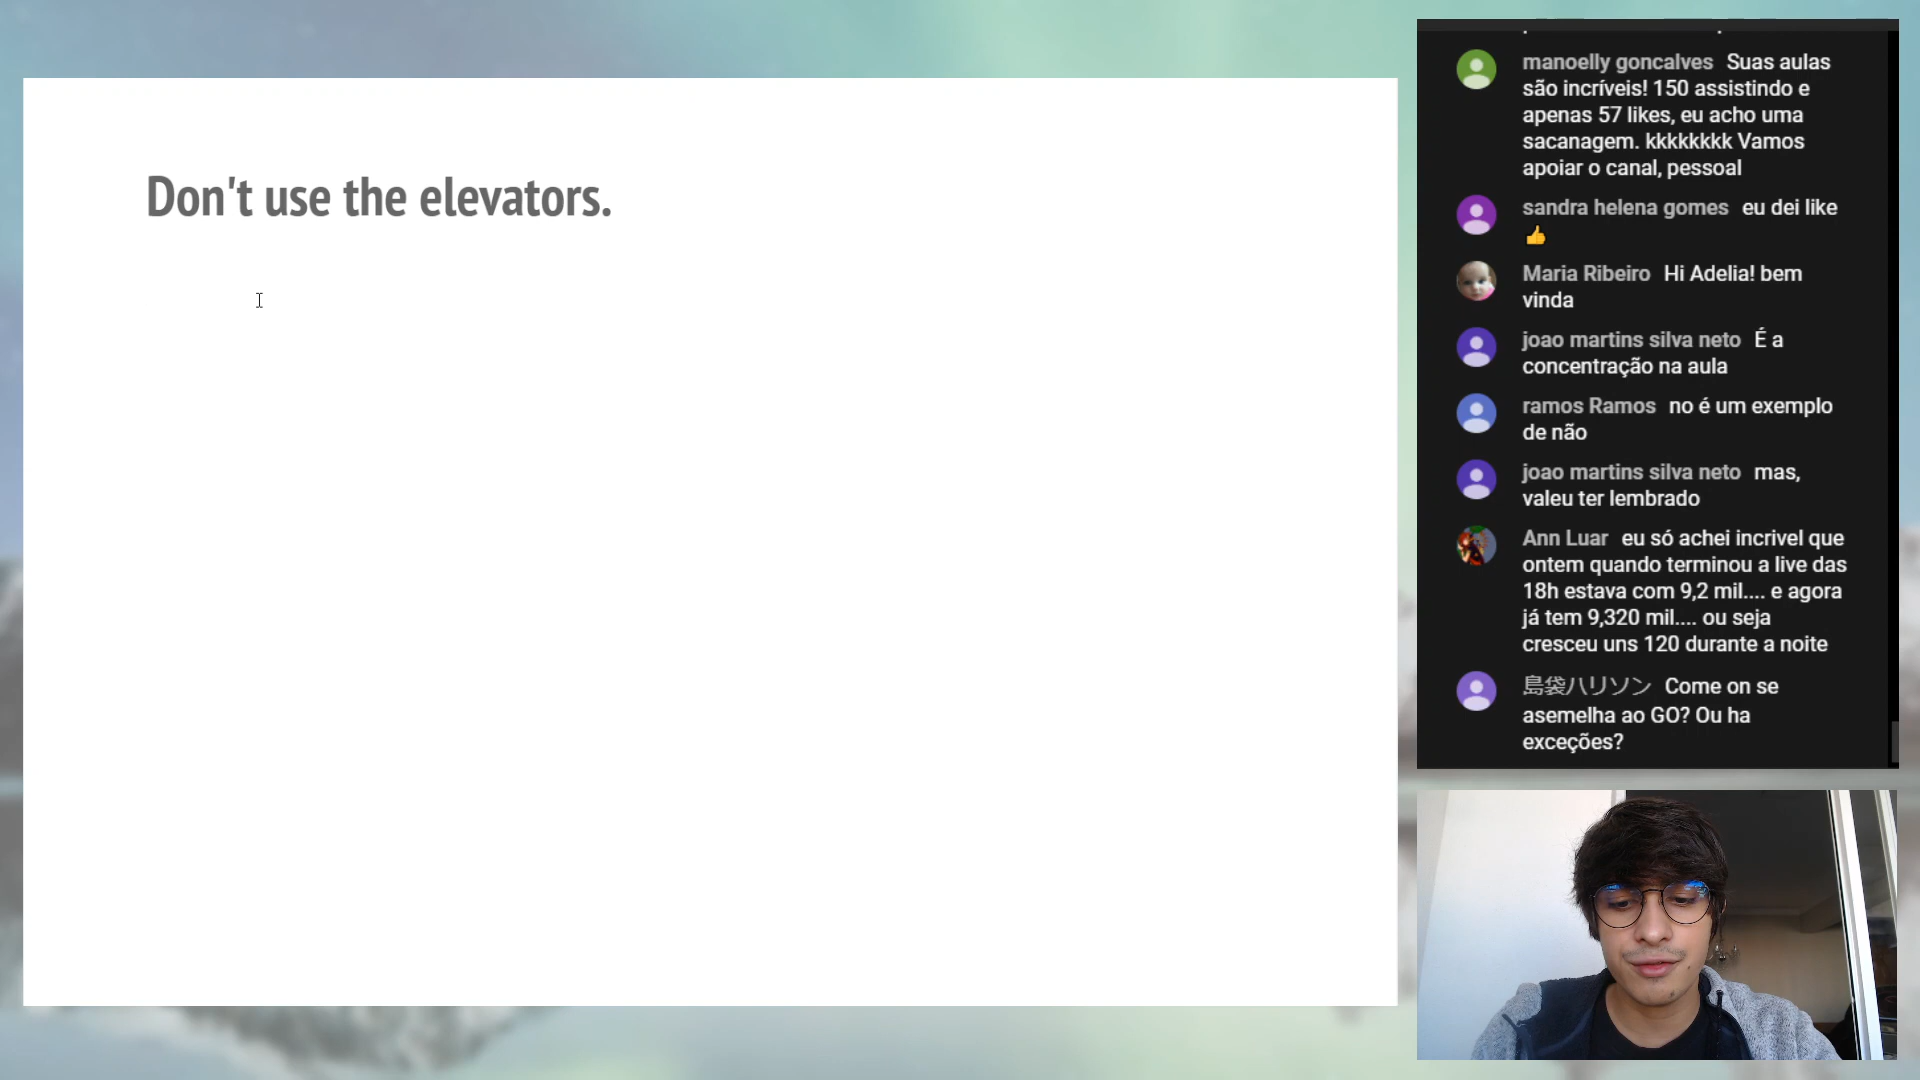 Don't use the elevators.
manoelly goncalves Suas aulas
são incríveis! 150 assistindo e
apenas 57 likes, eu acho uma
sacanagem. kkkkkkkk Vamos
apoiar o canal, pessoal
sandra helena gomes eu dei like
👍
Maria Ribeiro Hi Adelia! bem
vinda
joao martins silva neto É a
concentração na aula
ramos Ramos no é um exemplo
de não
joao martins silva neto mas,
valeu ter lembrado
Ann Luar eu só achei incrivel que
ontem quando terminou a live das
18h estava com 9,2 mil.... e agora
já tem 9,320 mil.... ou seja
cresceu uns 120 durante a noite
島袋ハリソン Come on se
asemelha ao GO? Ou ha
exceções?